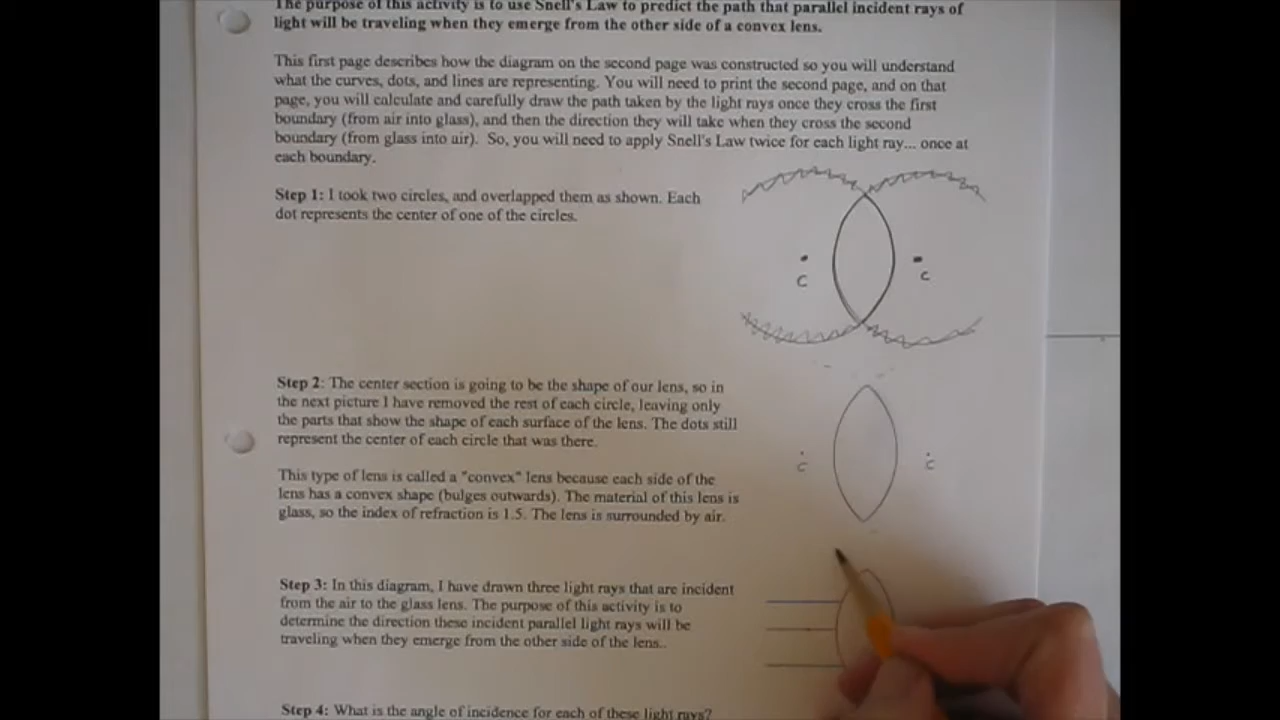 The purpose of this activity is to use Snell's Law to predict the path that parallel incident rays of
light will be traveling when they emerge from the other side of a convex lens.
This first page describes how the diagram on the second page was constructed so you will understand
what the curves, dots, and lines are representing. You will need to print the second page, and on that
page, you will calculate and carefully draw the path taken by the light rays once they cross the first
boundary (from air into glass), and then the direction they will take when they cross the second
boundary (from glass into air). So, you will need to apply Snell's Law twice for each light ray... once at
each boundary.
Step 1: I took two circles, and overlapped them as shown. Each
dot represents the center of one of the circles.
C
C
Step 2: The center section is going to be the shape of our lens, so in
the next picture I have removed the rest of each circle, leaving only
the parts that show the shape of each surface of the lens. The dots still
represent the center of each circle that was there.
C
C
This type of lens is called a "convex" lens because each side of the
lens has a convex shape (bulges outwards). The material of this lens is
glass, so the index of refraction is 1.5. The lens is surrounded by air.
Step 3: In this diagram, I have drawn three light rays that are incident
from the air to the glass lens. The purpose of this activity is to
determine the direction these incident parallel light rays will be
traveling when they emerge from the other side of the lens..
Step 4: What is the angle of incidence for each of these light rays?